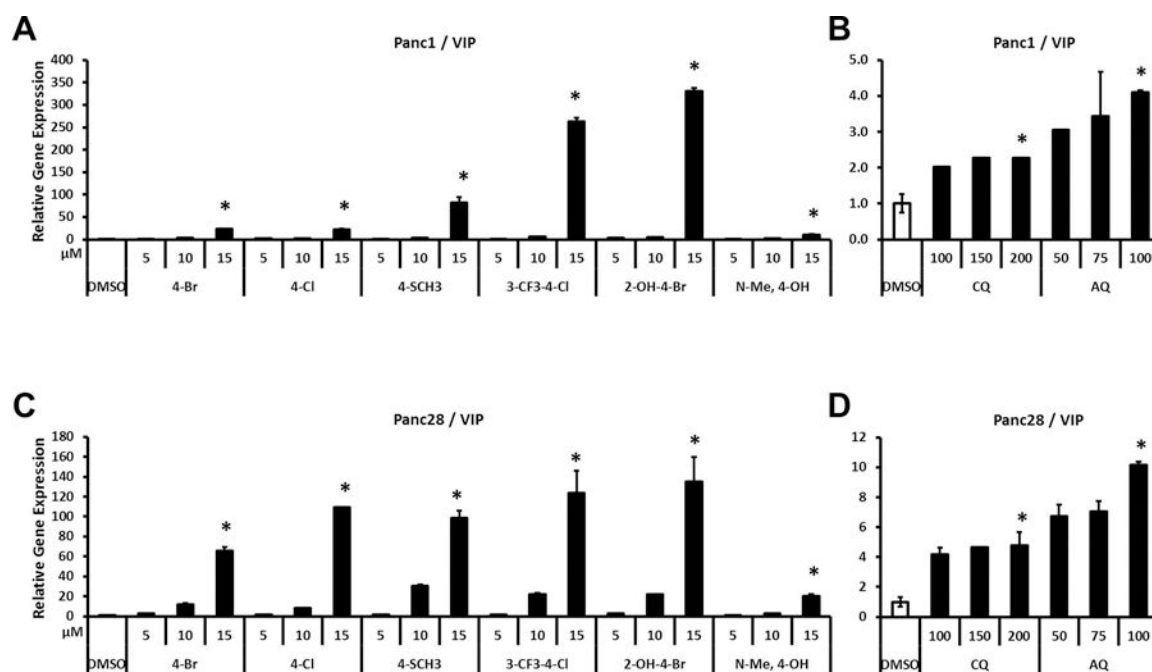 A
Panc1 / VIP
Relative Gene Expression
400
350
300
250
200
150
100
50
0
* * * * * *
µM
5 10 15 5 10 15 5 10 15 5 10 15 5 10 15 5 10 15
DMSO 4-Br 4-Cl 4-SCH3 3-CF3-4-Cl 2-OH-4-Br N-Me, 4-OH
B
Panc1 / VIP
5.0
4.0
3.0
2.0
1.0
0.0
* *
100 150 200 50 75 100
DMSO CQ AQ
C
Panc28 / VIP
Relative Gene Expression
180
160
140
120
100
80
60
40
20
0
* * * * * *
µM
5 10 15 5 10 15 5 10 15 5 10 15 5 10 15 5 10 15
DMSO 4-Br 4-Cl 4-SCH3 3-CF3-4-Cl 2-OH-4-Br N-Me, 4-OH
D
Panc28 / VIP
12
10
8
6
4
2
0
* *
100 150 200 50 75 100
DMSO CQ AQ